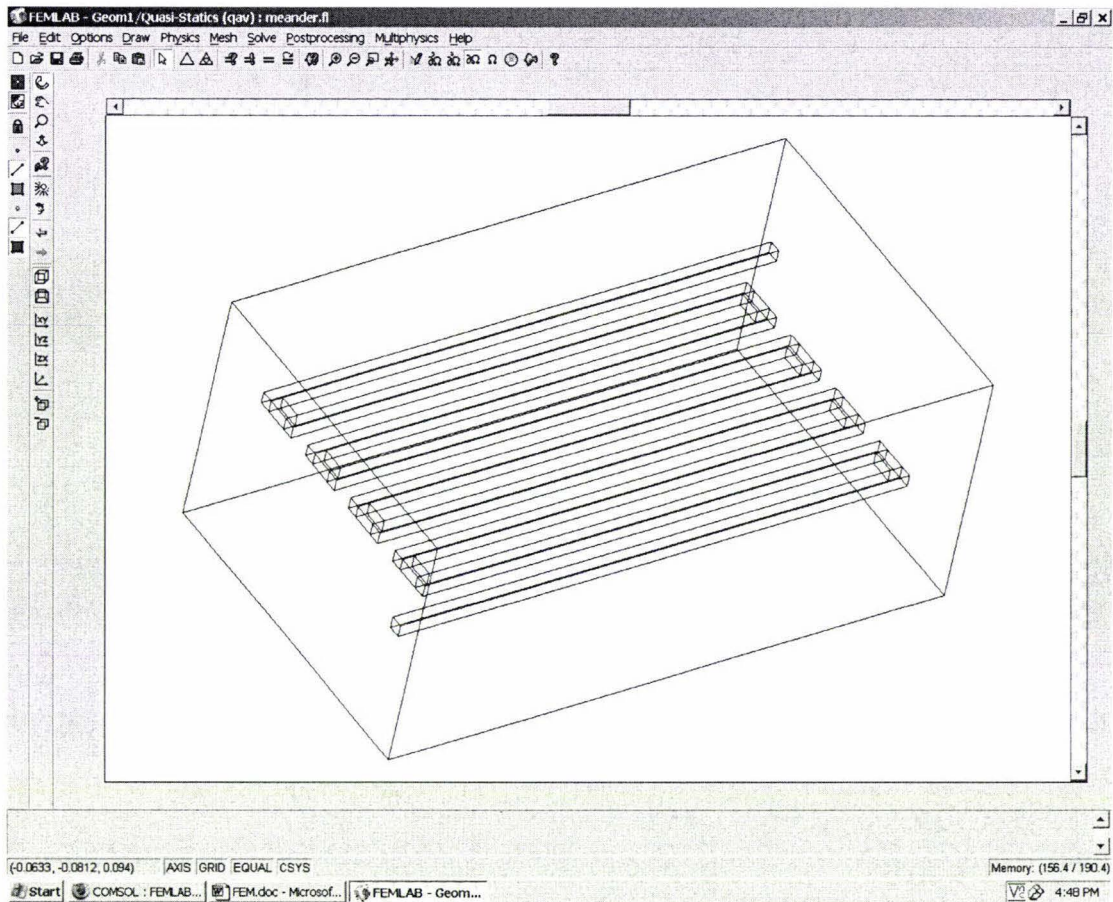 FEMLAB - Geom1/Quasi-Statics (qav) : meander.fl
File Edit Options Draw Physics Mesh Solve Postprocessing Multiphysics Help
(-0.0633, -0.0812, 0.094) AXIS GRID EQUAL CSYS Memory: (156.4 / 190.4)
Start COMSOL : FEMLAB... FEM.doc - Microsof... FEMLAB - Geom... 4:48 PM